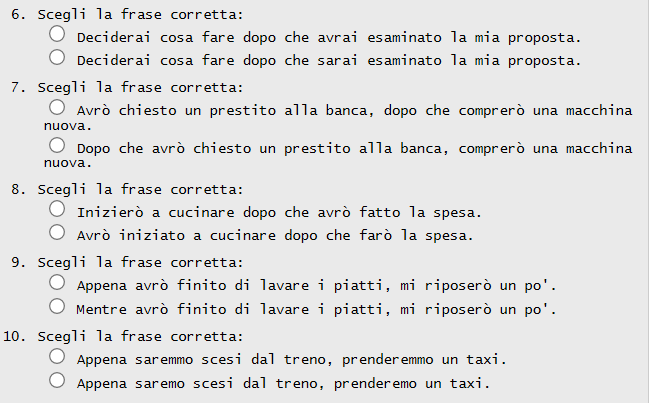 6. Scegli la frase corretta:
Deciderai cosa fare dopo che avrai esaminato la mia proposta.
Deciderai cosa fare dopo che sarai esaminato la mia proposta.
7. Scegli la frase corretta:
Avrò chiesto un prestito alla banca, dopo che comprerò una macchina
nuova.
Dopo che avrò chiesto un prestito alla banca, comprerò una macchina
nuova.
8. Scegli la frase corretta:
Inizierò a cucinare dopo che avrò fatto la spesa.
Avrò iniziato a cucinare dopo che farò la spesa.
9. Scegli la frase corretta:
Appena avrò finito di lavare i piatti, mi riposerò un po'.
Mentre avrò finito di lavare i piatti, mi riposerò un po'.
10. Scegli la frase corretta:
Appena saremmo scesi dal treno, prenderemmo un taxi.
Appena saremo scesi dal treno, prenderemo un taxi.